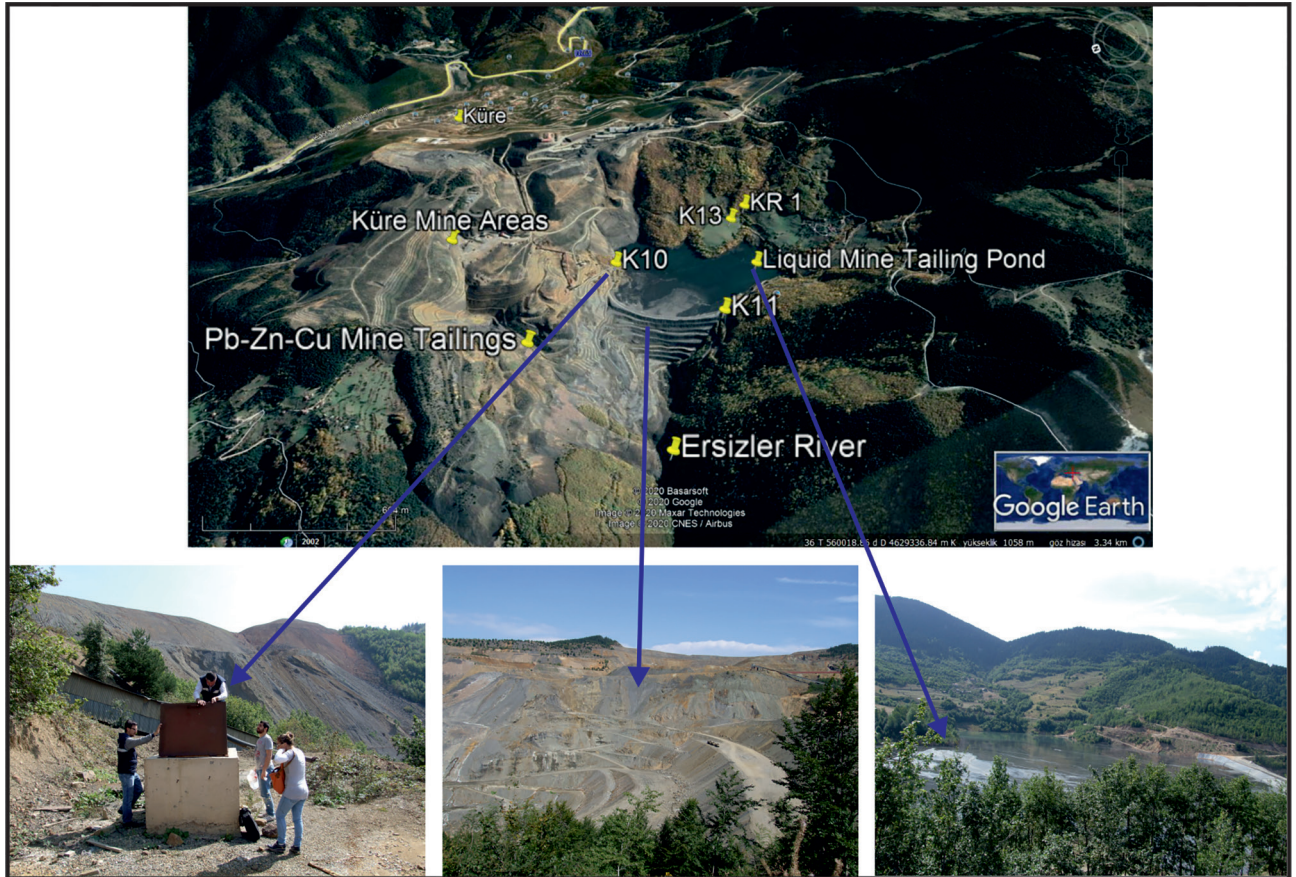 Küre
KR 1
K13
Küre Mine Areas
K10
Liquid Mine Tailing Pond
K11
Pb-Zn-Cu Mine Tailings
Ersizler River
2020 Basarsoft
2020 Google
Image © 2020 Maxar Technologies
Image © 2020 CNES / Airbus
Google Earth
2002
36 T 560018.86 d D 4629336.84 m K yükseklik 1058 m göz hizası 3.34 km